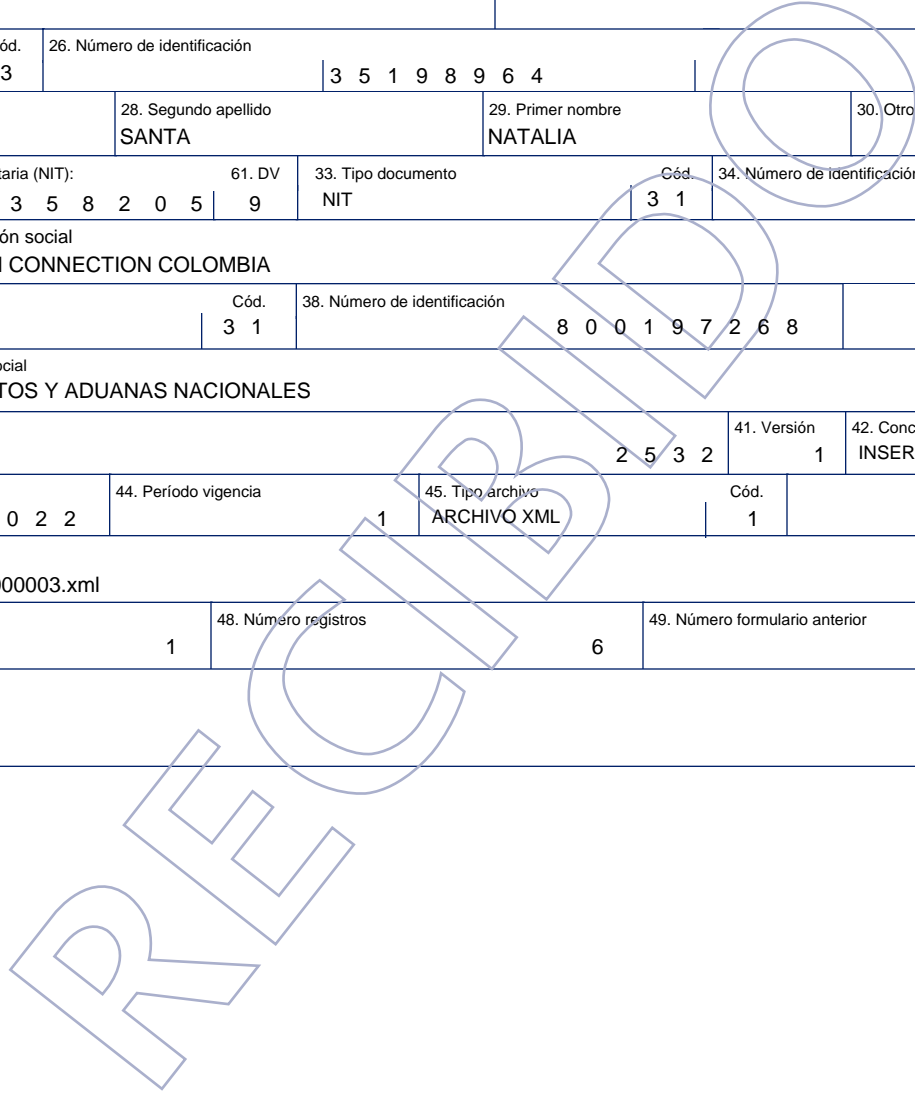 ód. 26. Número de identificación
3 3 5 1 9 8 9 6 4
28. Segundo apellido 29. Primer nombre 30. Otro
SANTA NATALIA
taria (NIT): 61. DV 33. Tipo documento Cód. 34. Número de identificación
3 5 8 2 0 5 9 NIT 3 1
ón social
CONNECTION COLOMBIA
Cód. 38. Número de identificación
3 1 8 0 0 1 9 7 2 6 8
ocial
TOS Y ADUANAS NACIONALES
41. Versión 42. Conc
2 5 3 2 1 INSER
44. Período vigencia 45. Tipo archivo Cód.
0 2 2 1 ARCHIVO XML 1
000003.xml
48. Número registros 49. Número formulario anterior
1 6
RECIBIDO